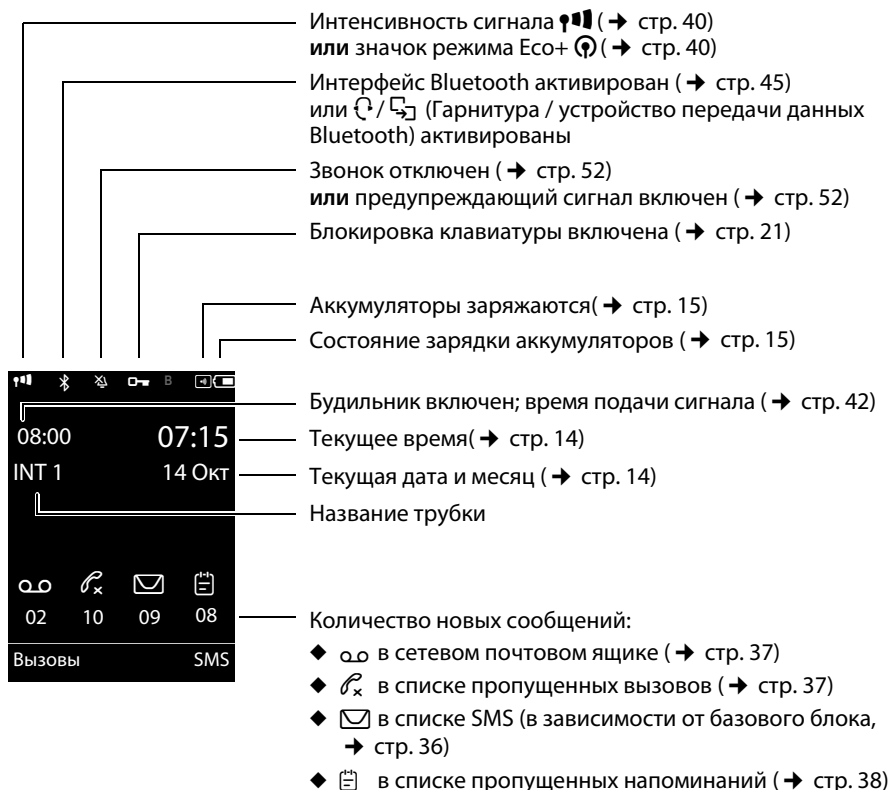 Интенсивность сигнала (➔ стр. 40)
или значок режима Eco+ (➔ стр. 40)
Интерфейс Bluetooth активирован (➔ стр. 45)
или / (Гарнитура / устройство передачи данных
Bluetooth) активированы
Звонок отключен (➔ стр. 52)
или предупреждающий сигнал включен (➔ стр. 52)
Блокировка клавиатуры включена (➔ стр. 21)
Аккумуляторы заряжаются(➔ стр. 15)
Состояние зарядки аккумуляторов (➔ стр. 15)
B
Будильник включен; время подачи сигнала (➔ стр. 42)
08:00 07:15
Текущее время(➔ стр. 14)
INT 1 14 Окт
Текущая дата и месяц (➔ стр. 14)
Название трубки
02 10 09 08
Количество новых сообщений:
Вызовы SMS
◆ в сетевом почтовом ящике (➔ стр. 37)
◆ в списке пропущенных вызовов (➔ стр. 37)
◆ в списке SMS (в зависимости от базового блока,
➔ стр. 36)
◆ в списке пропущенных напоминаний (➔ стр. 38)